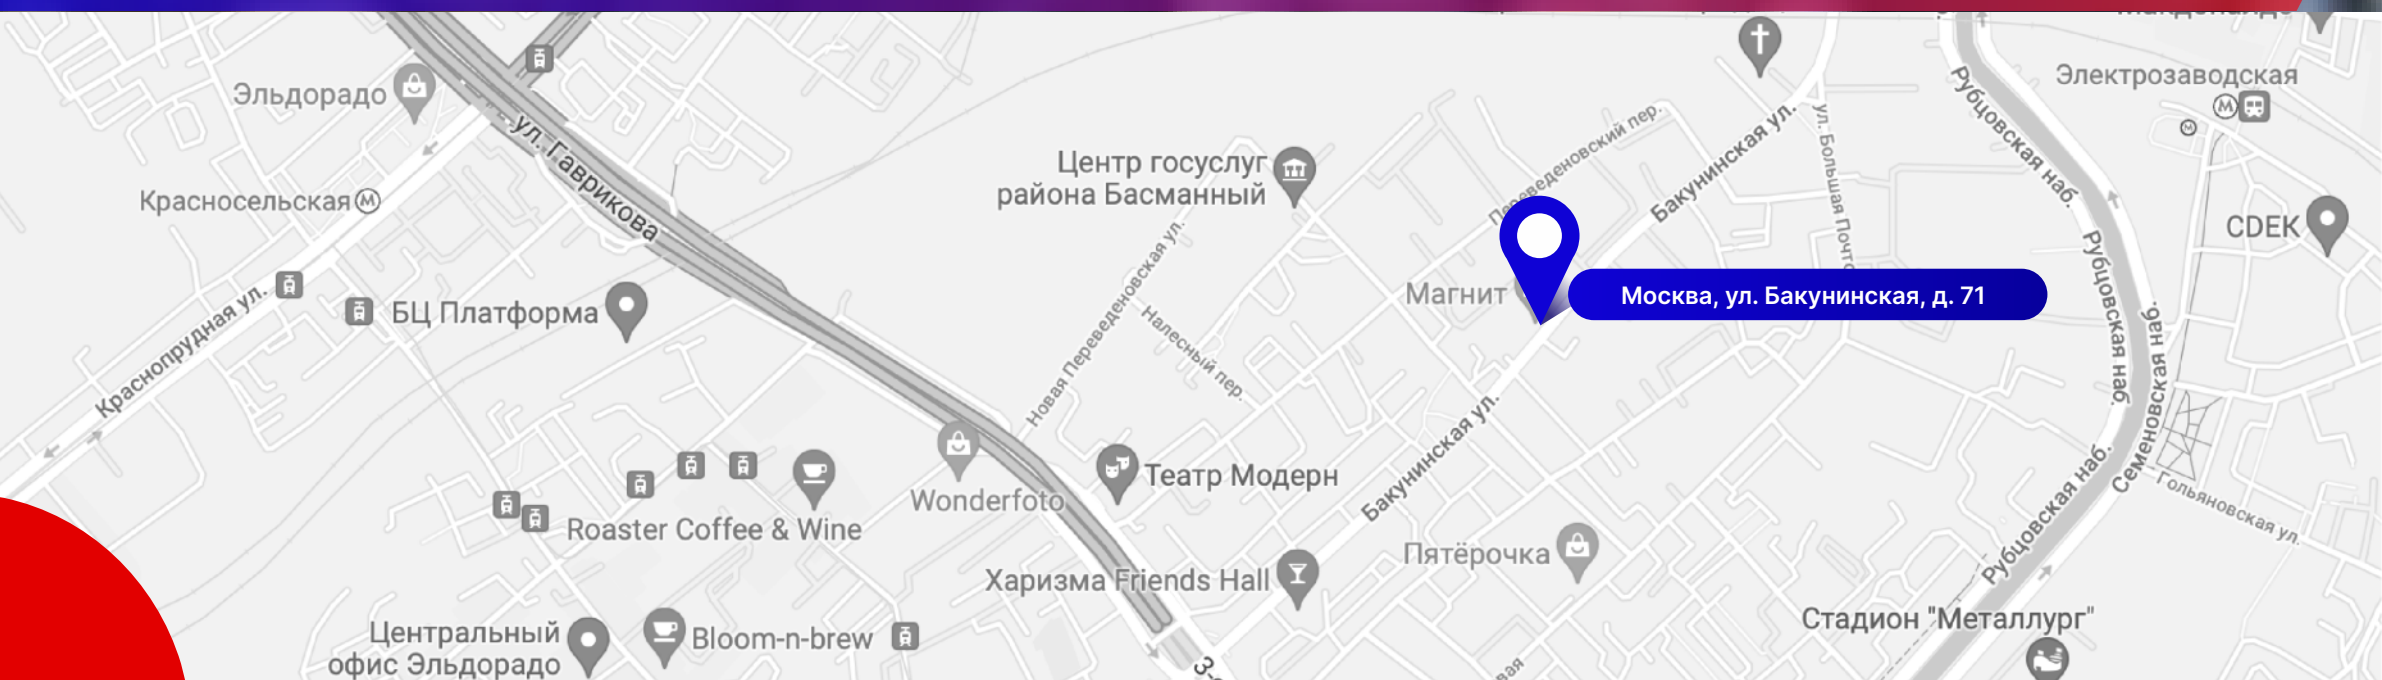 Электрозаводская
Эльдорадо
ул. Гаврикова
Рубцовская наб.
Переведеновский пер.
Бакунинская ул.
ул. Большая Почто
Центр госуслуг
района Басманный
Красносельская
CDEK
Новая Переведеновская ул.
Рубцовская наб.
Магнит
Москва, ул. Бакунинская, д. 71
БЦ Платформа
Краснопрудная ул.
Налесный пер.
Семеновская наб.
Бакунинская ул.
Театр Модерн
Wonderfoto
Roaster Coffee & Wine
Рубцовская наб.
Гольяновская ул.
Пятёрочка
Харизма Friends Hall
Стадион "Металлург"
Центральный
офис Эльдорадо
Bloom-n-brew